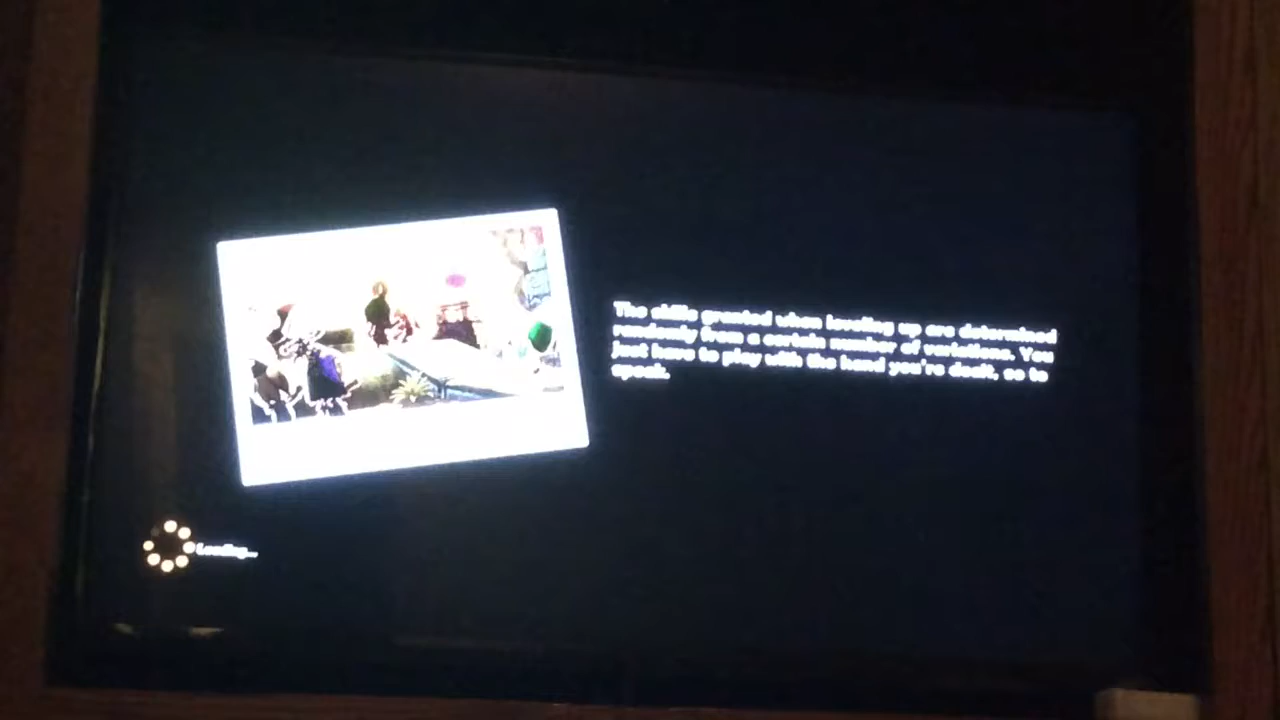 The skills granted when leveling up are determined
randomly from a certain number of variations. You
just have to play with the hand you're dealt, so to
speak.
Loading...